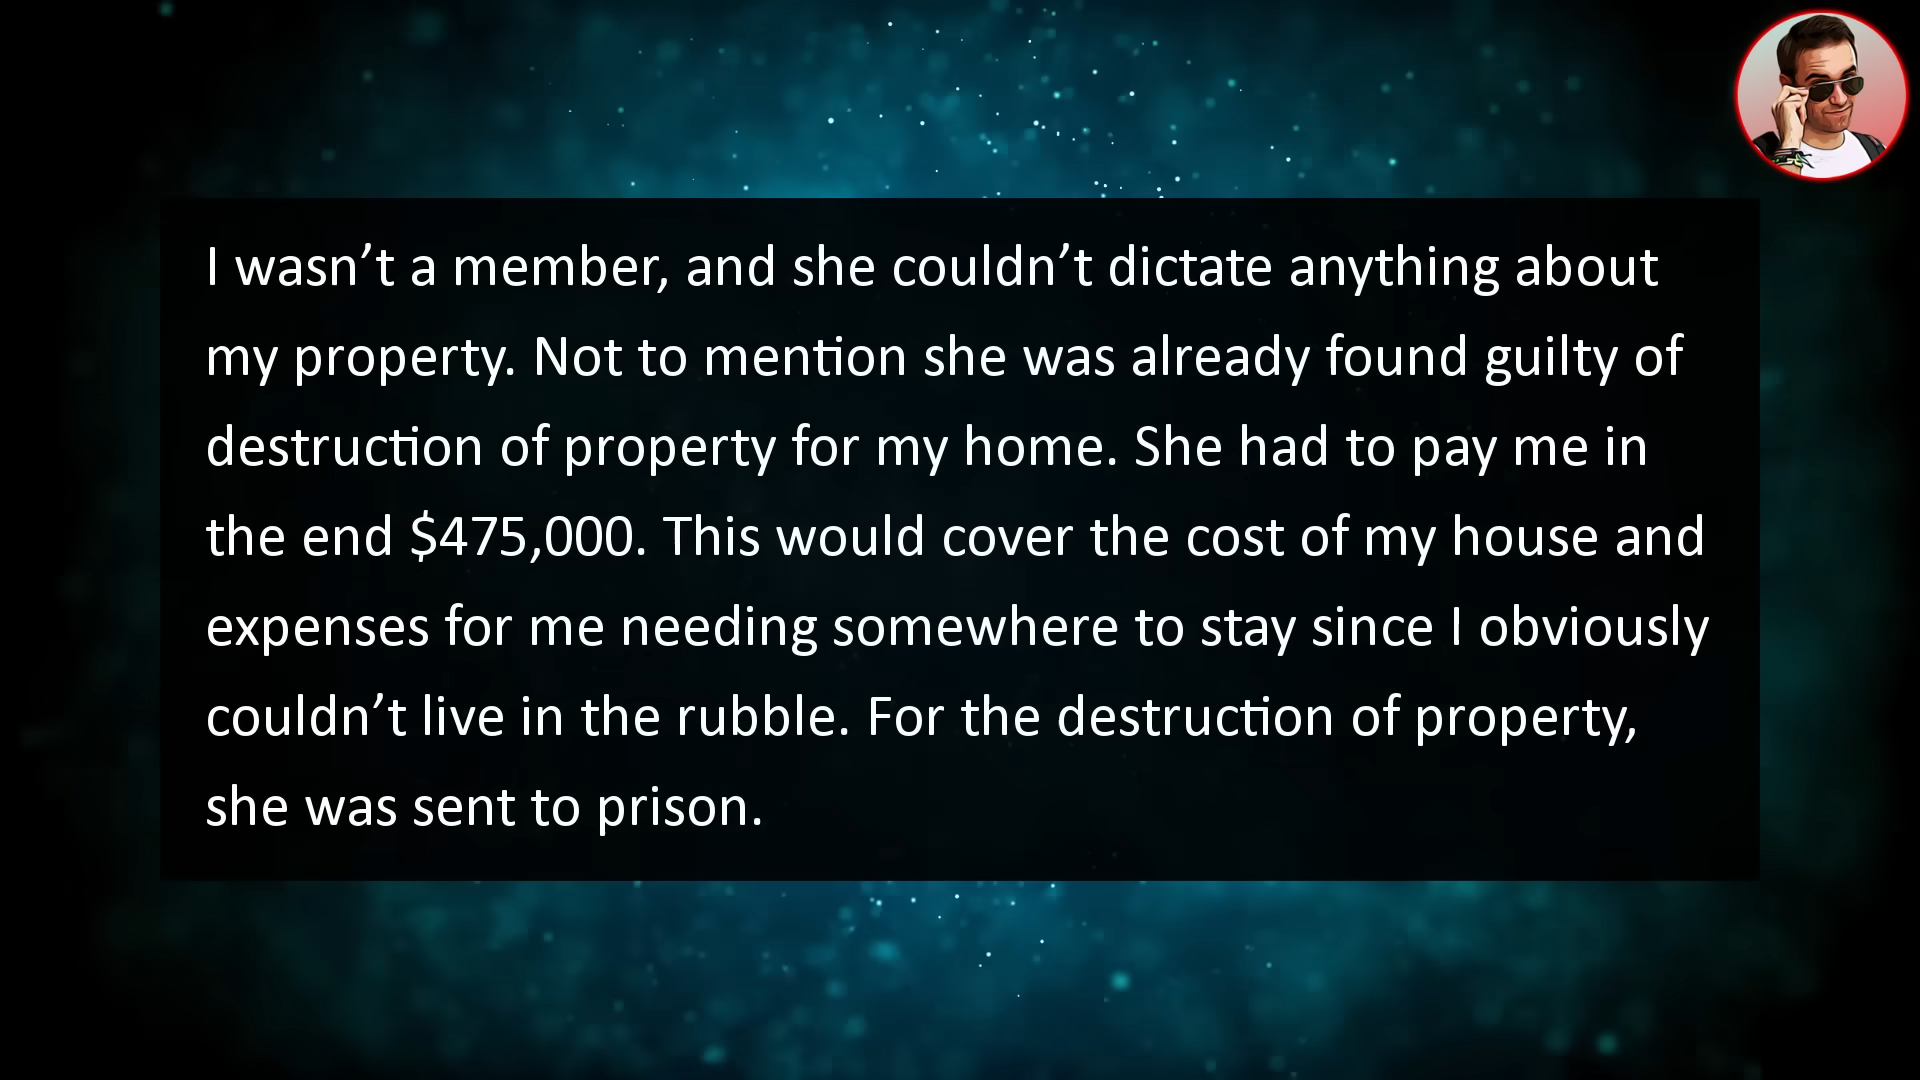 I wasn’t a member, and she couldn’t dictate anything about
my property. Not to mention she was already found guilty of
destruction of property for my home. She had to pay me in
the end $475,000. This would cover the cost of my house and
expenses for me needing somewhere to stay since I obviously
couldn’t live in the rubble. For the destruction of property,
she was sent to prison.